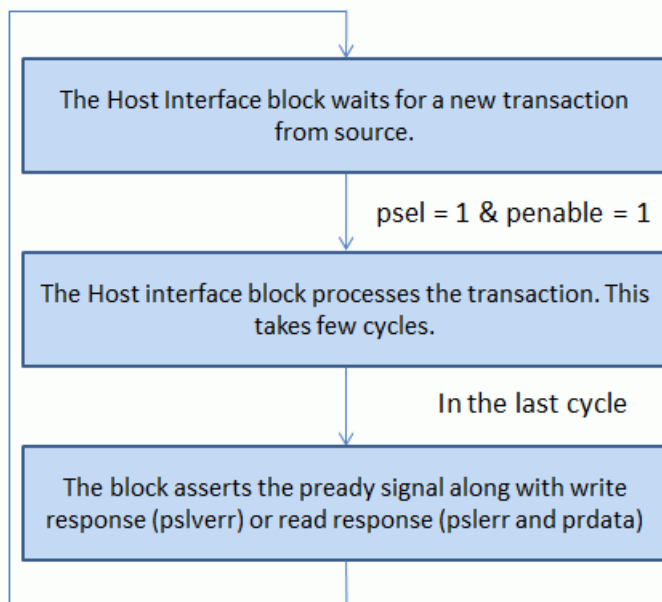 The Host Interface block waits for a new transaction
from source.
psel = 1 & penable = 1
The Host interface block processes the transaction. This
takes few cycles.
In the last cycle
The block asserts the pready signal along with write
response (pslverr) or read response (pslerr and prdata)